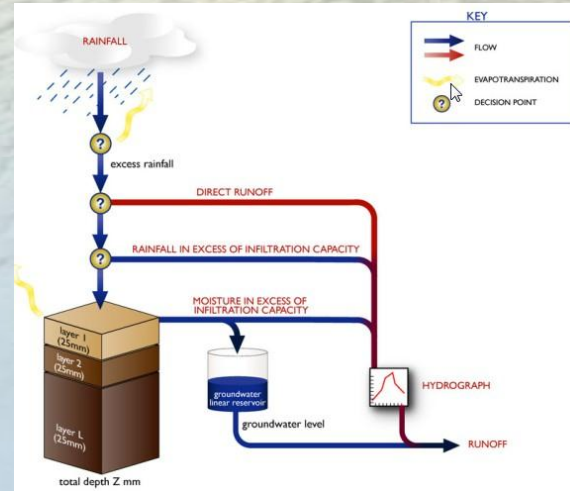 KEY
FLOW
EVAPOTRANSPIRATION
? DECISION POINT
RAINFALL
?
excess rainfall
?
DIRECT RUNOFF
?
RAINFALL IN EXCESS OF INFILTRATION CAPACITY
MOISTURE IN EXCESS OF
INFILTRATION CAPACITY
layer 1
(25mm)
layer 2
(25mm)
layer L
(25mm)
total depth Z mm
groundwater
linear reservoir
groundwater level
HYDROGRAPH
RUNOFF